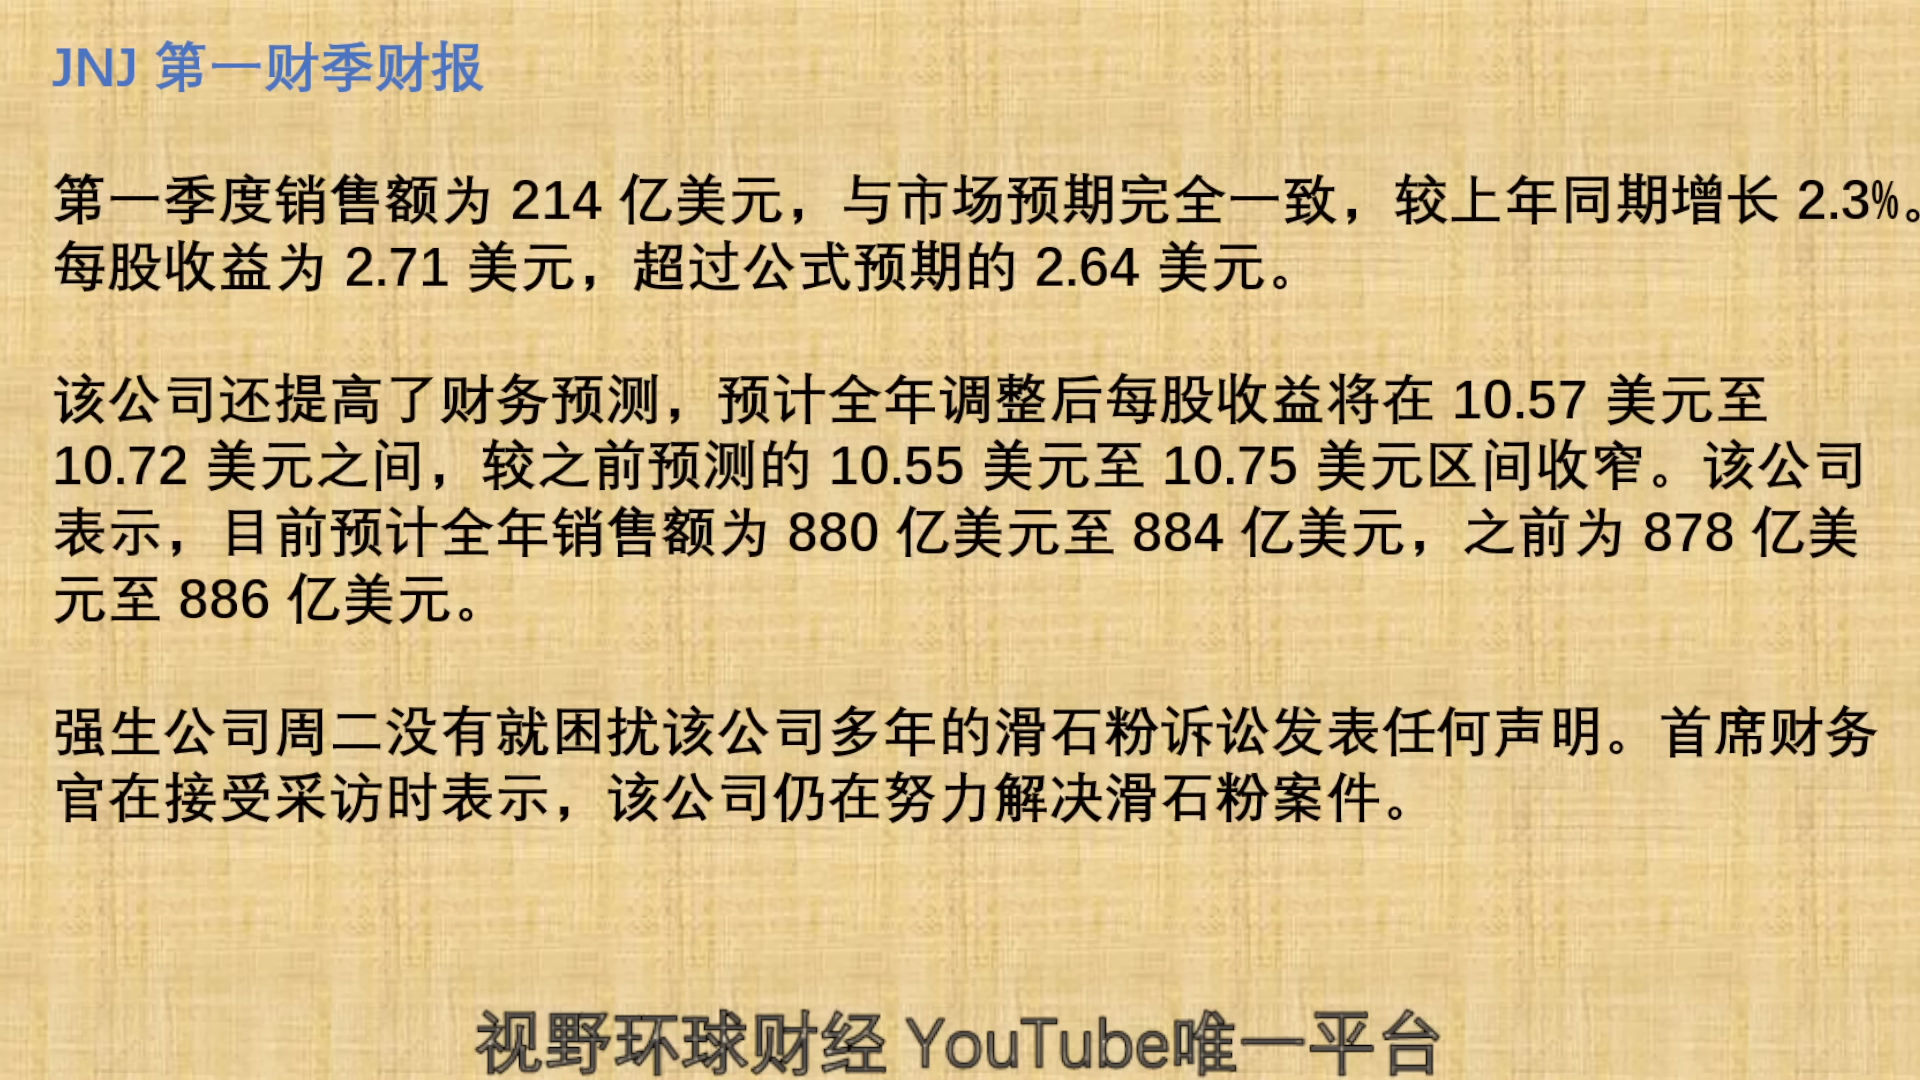 JNJ 第一财季财报
第一季度销售额为 214 亿美元，与市场预期完全一致，较上年同期增长 2.3%。
每股收益为 2.71 美元，超过公式预期的 2.64 美元。
该公司还提高了财务预测，预计全年调整后每股收益将在 10.57 美元至
10.72 美元之间，较之前预测的 10.55 美元至 10.75 美元区间收窄。该公司
表示，目前预计全年销售额为 880 亿美元至 884 亿美元，之前为 878 亿美
元至 886 亿美元。
强生公司周二没有就困扰该公司多年的滑石粉诉讼发表任何声明。首席财务
官在接受采访时表示，该公司仍在努力解决滑石粉案件。
视野环球财经 YouTube唯一平台